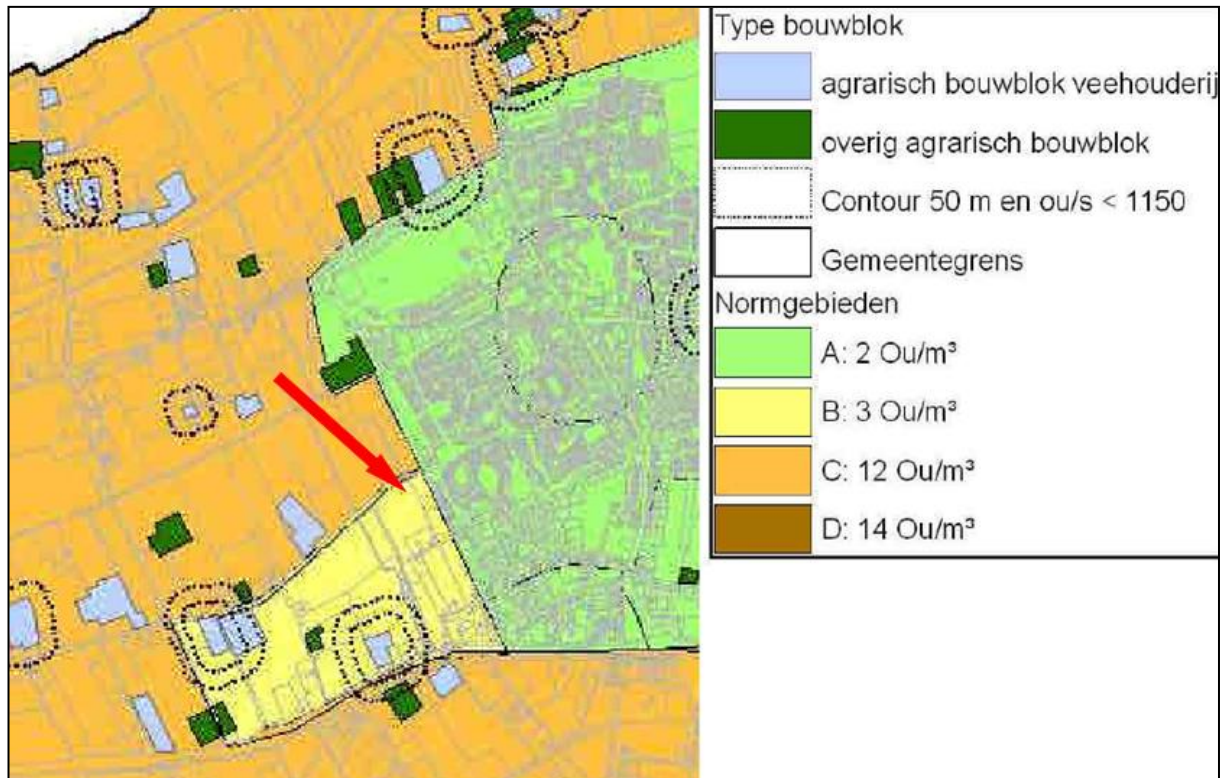 Type bouwblok
agrarisch bouwblok veehouderij
overig agrarisch bouwblok
Contour 50 m en ou/s < 1150
Gemeentegrens
Normgebieden
A: 2 Ou/m³
B: 3 Ou/m³
C: 12 Ou/m³
D: 14 Ou/m³